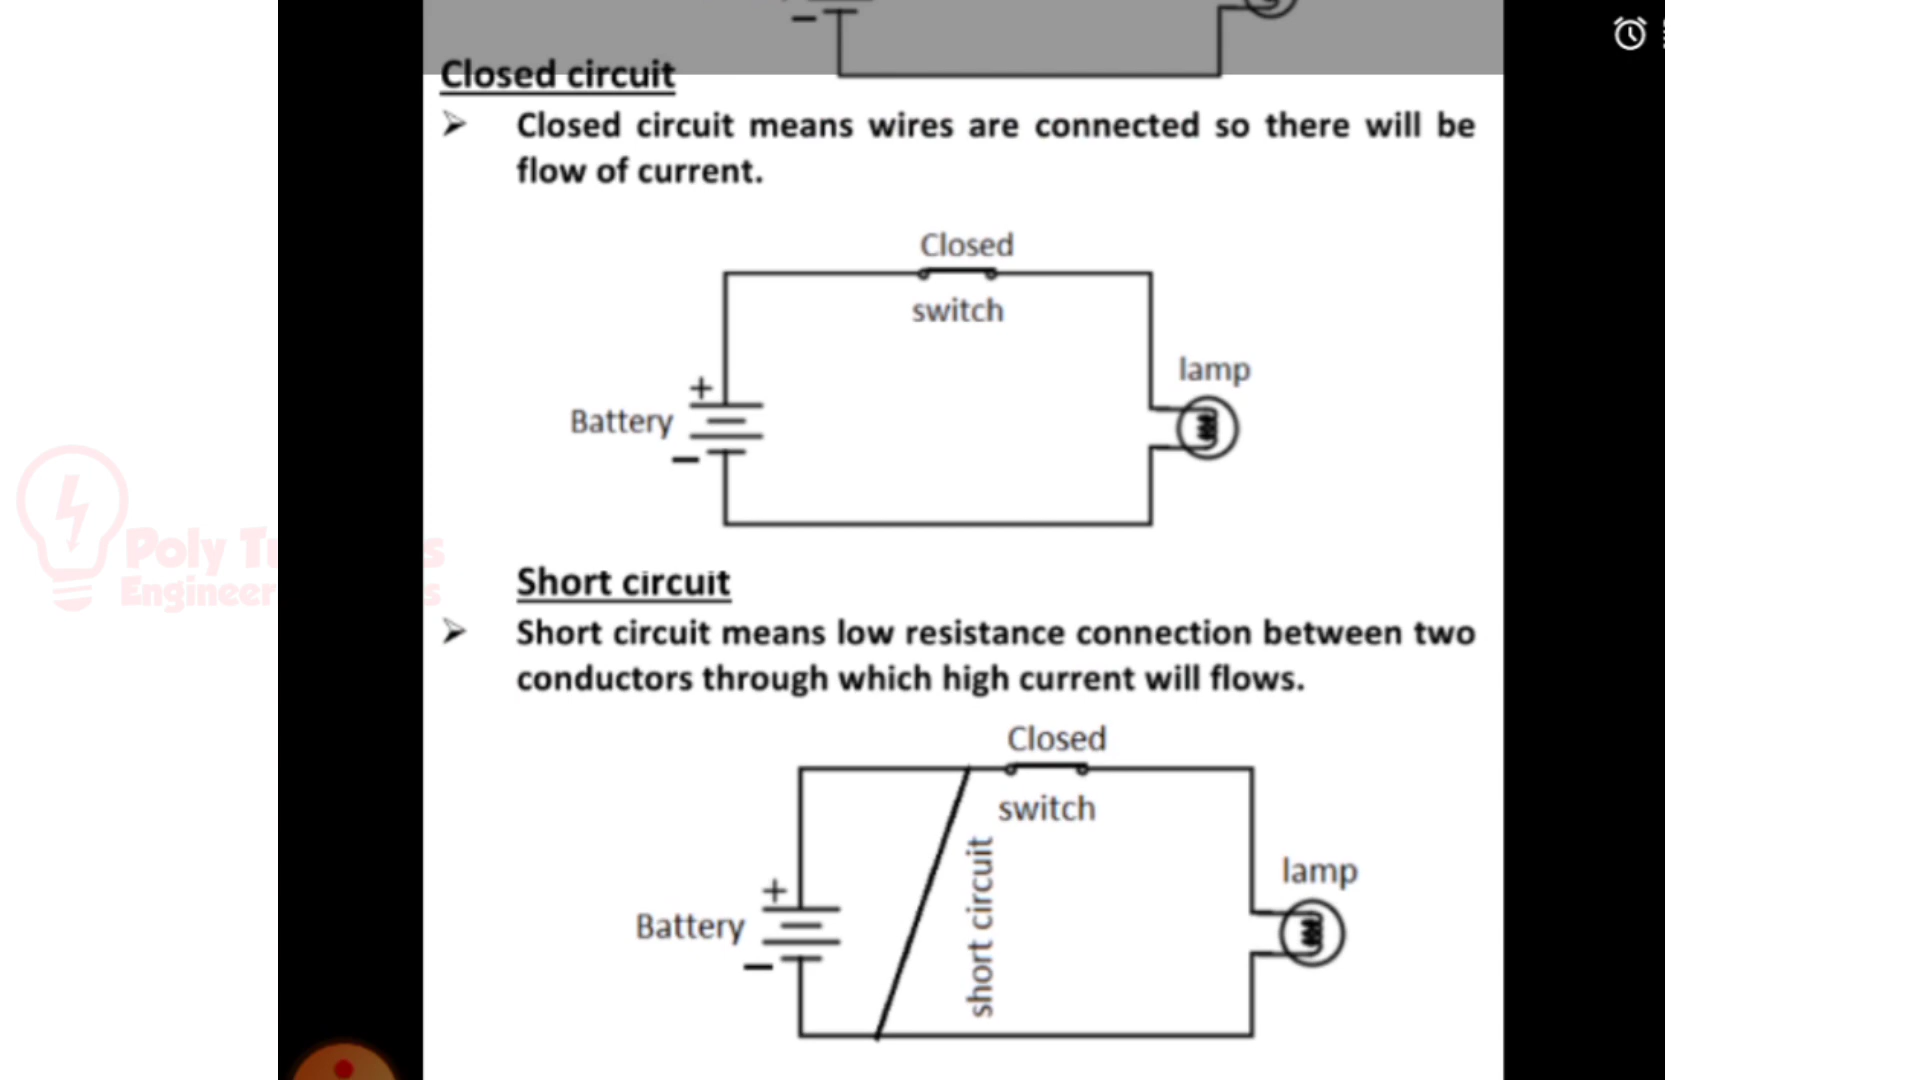 Closed circuit
➢ Closed circuit means wires are connected so there will be
flow of current.
Closed
switch
lamp
+
Battery
−
Short circuit
➢ Short circuit means low resistance connection between two
conductors through which high current will flows.
Closed
switch
short circuit
lamp
+
Battery
−
Poly
Engineer